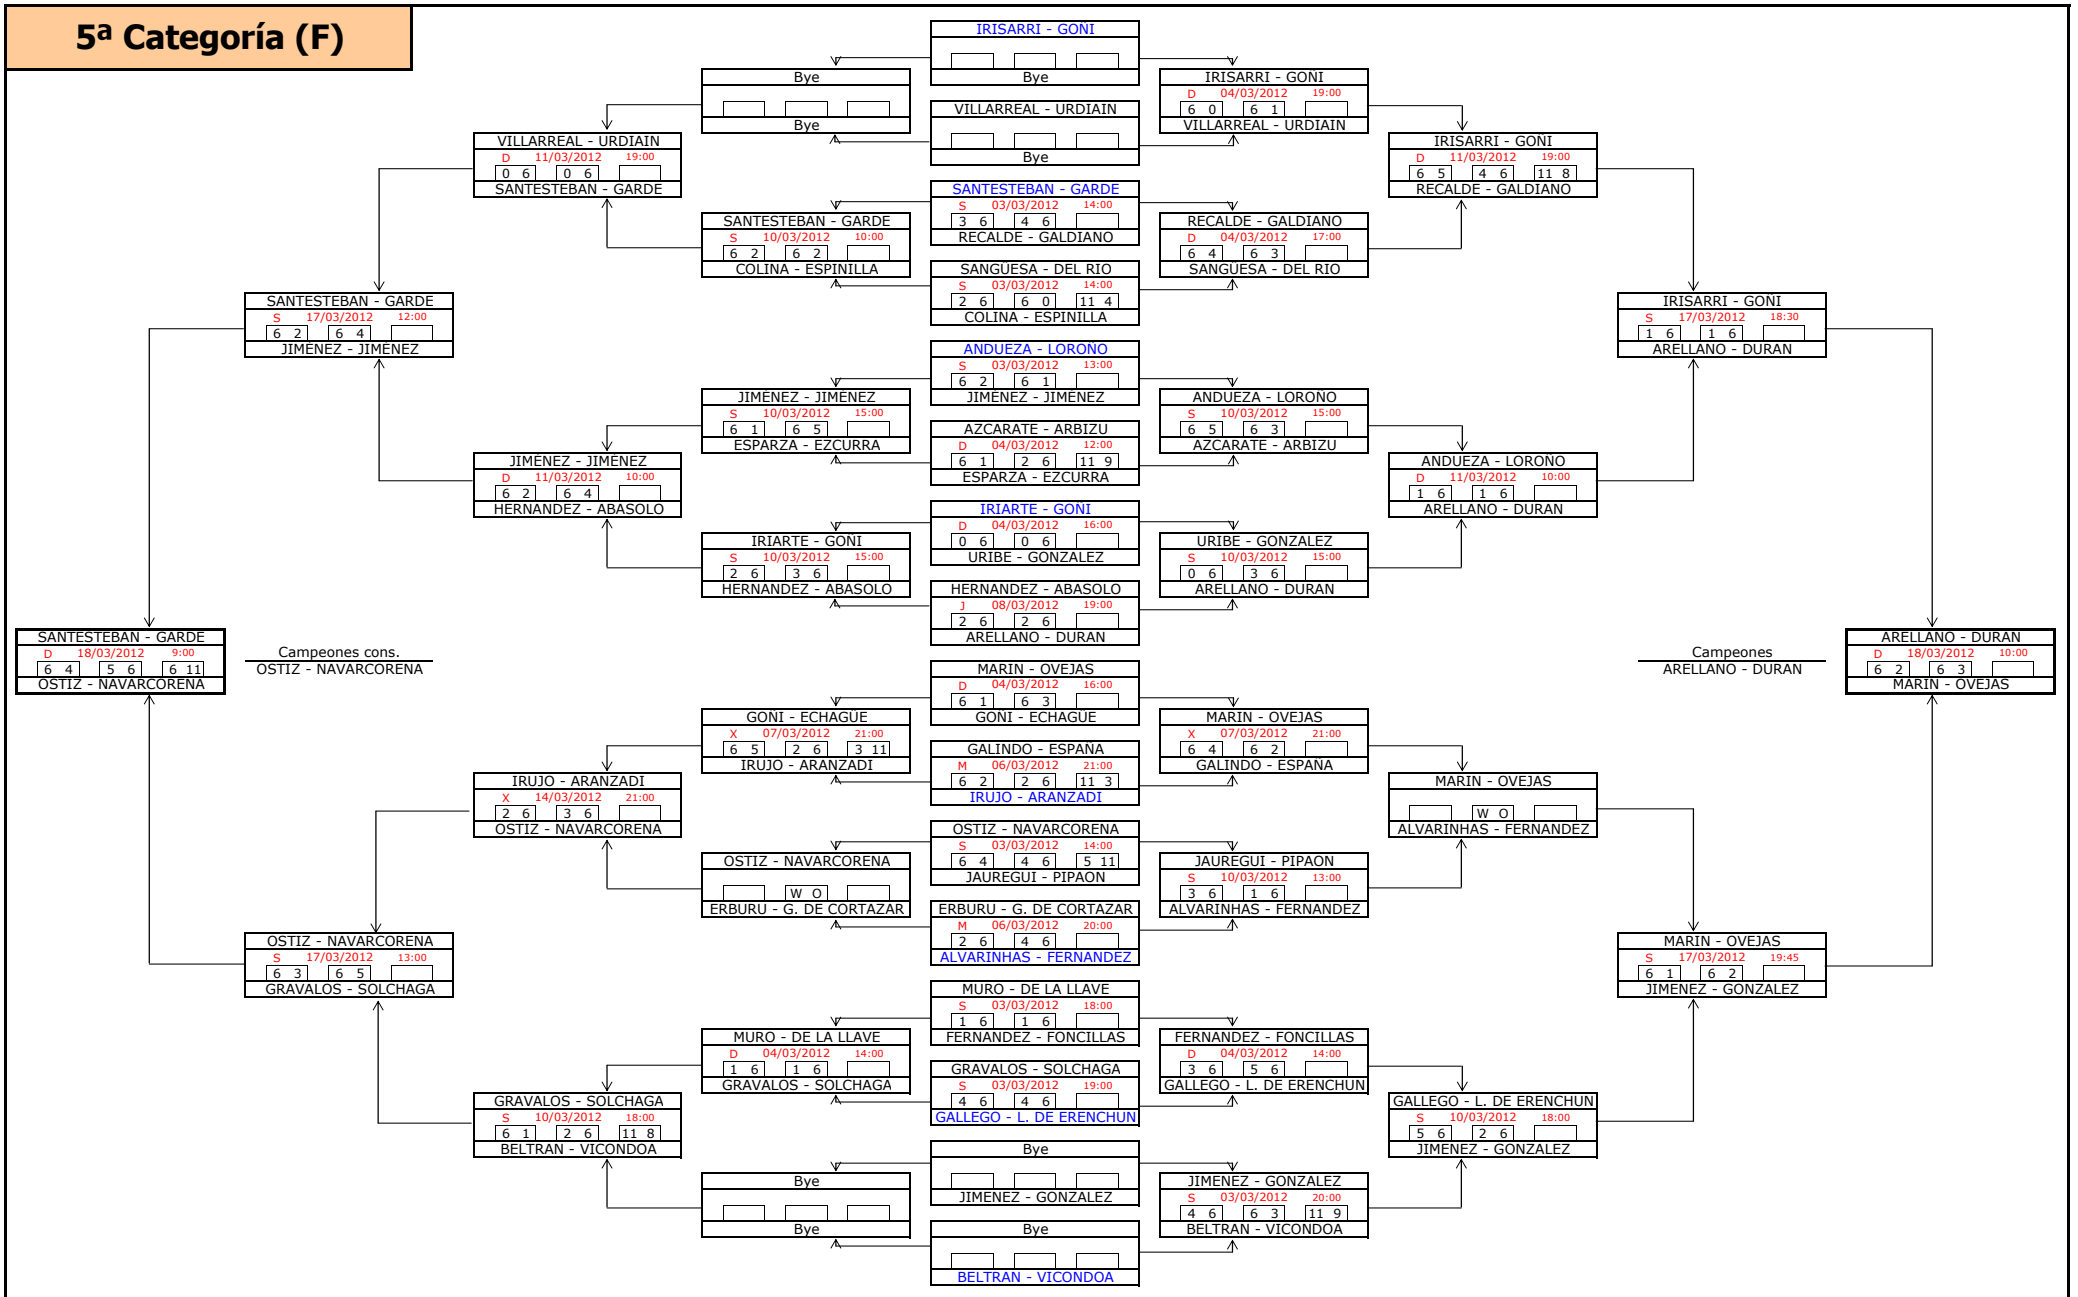 5ª Categoría (F)
IRISARRI - GOÑI
Bye
VILLARREAL - URDIAIN
Bye
SANTESTEBAN - GARDE
S 03/03/2012 14:00
3 6 4 6
RECALDE - GALDIANO
SANGÜESA - DEL RIO
S 03/03/2012 14:00
2 6 6 0 11 4
COLINA - ESPINILLA
ANDUEZA - LOROÑO
S 03/03/2012 13:00
6 2 6 1
JIMÉNEZ - JIMÉNEZ
AZCARATE - ARBIZU
D 04/03/2012 12:00
6 1 2 6 11 9
ESPARZA - EZCURRA
IRIARTE - GOÑI
D 04/03/2012 16:00
0 6 0 6
URIBE - GONZALEZ
HERNANDEZ - ABASOLO
J 08/03/2012 19:00
2 6 2 6
ARELLANO - DURAN
MARIN - OVEJAS
D 04/03/2012 16:00
6 1 6 3
GOÑI - ECHAGÜE
GALINDO - ESPAÑA
M 06/03/2012 21:00
6 2 2 6 11 3
IRUJO - ARANZADI
OSTIZ - NAVARCORENA
S 03/03/2012 14:00
6 4 4 6 5 11
JAUREGUI - PIPAON
ERBURU - G. DE CORTAZAR
M 06/03/2012 20:00
2 6 4 6
ALVARINHAS - FERNANDEZ
MURO - DE LA LLAVE
S 03/03/2012 18:00
1 6 1 6
FERNANDEZ - FONCILLAS
GRAVALOS - SOLCHAGA
S 03/03/2012 19:00
4 6 4 6
GALLEGO - L. DE ERENCHUN
Bye
JIMENEZ - GONZALEZ
Bye
BELTRAN - VICONDOA
Bye
Bye
SANTESTEBAN - GARDE
S 10/03/2012 10:00
6 2 6 2
COLINA - ESPINILLA
JIMÉNEZ - JIMÉNEZ
S 10/03/2012 15:00
6 1 6 5
ESPARZA - EZCURRA
IRIARTE - GOÑI
S 10/03/2012 15:00
2 6 3 6
HERNANDEZ - ABASOLO
GOÑI - ECHAGÜE
X 07/03/2012 21:00
6 5 2 6 3 11
IRUJO - ARANZADI
OSTIZ - NAVARCORENA
W O
ERBURU - G. DE CORTAZAR
MURO - DE LA LLAVE
D 04/03/2012 14:00
1 6 1 6
GRAVALOS - SOLCHAGA
Bye
Bye
VILLARREAL - URDIAIN
D 11/03/2012 19:00
0 6 0 6
SANTESTEBAN - GARDE
JIMÉNEZ - JIMÉNEZ
D 11/03/2012 10:00
6 2 6 4
HERNANDEZ - ABASOLO
IRUJO - ARANZADI
X 14/03/2012 21:00
2 6 3 6
OSTIZ - NAVARCORENA
GRAVALOS - SOLCHAGA
S 10/03/2012 18:00
6 1 2 6 11 8
BELTRAN - VICONDOA
SANTESTEBAN - GARDE
S 17/03/2012 12:00
6 2 6 4
JIMÉNEZ - JIMÉNEZ
OSTIZ - NAVARCORENA
S 17/03/2012 13:00
6 3 6 5
GRAVALOS - SOLCHAGA
SANTESTEBAN - GARDE
D 18/03/2012 9:00
6 4 5 6 6 11
OSTIZ - NAVARCORENA
Campeones cons.
OSTIZ - NAVARCORENA
IRISARRI - GOÑI
D 04/03/2012 19:00
6 0 6 1
VILLARREAL - URDIAIN
RECALDE - GALDIANO
D 04/03/2012 17:00
6 4 6 3
SANGÜESA - DEL RIO
ANDUEZA - LOROÑO
S 10/03/2012 15:00
6 5 6 3
AZCARATE - ARBIZU
URIBE - GONZALEZ
S 10/03/2012 15:00
0 6 3 6
ARELLANO - DURAN
MARIN - OVEJAS
X 07/03/2012 21:00
6 4 6 2
GALINDO - ESPAÑA
JAUREGUI - PIPAON
S 10/03/2012 13:00
3 6 1 6
ALVARINHAS - FERNANDEZ
FERNANDEZ - FONCILLAS
D 04/03/2012 14:00
3 6 5 6
GALLEGO - L. DE ERENCHUN
JIMENEZ - GONZALEZ
S 03/03/2012 20:00
4 6 6 3 11 9
BELTRAN - VICONDOA
IRISARRI - GOÑI
D 11/03/2012 19:00
6 5 4 6 11 8
RECALDE - GALDIANO
ANDUEZA - LOROÑO
D 11/03/2012 10:00
1 6 1 6
ARELLANO - DURAN
MARIN - OVEJAS
W O
ALVARINHAS - FERNANDEZ
GALLEGO - L. DE ERENCHUN
S 10/03/2012 18:00
5 6 2 6
JIMENEZ - GONZALEZ
IRISARRI - GOÑI
S 17/03/2012 18:30
1 6 1 6
ARELLANO - DURAN
MARIN - OVEJAS
S 17/03/2012 19:45
6 1 6 2
JIMENEZ - GONZALEZ
Campeones
ARELLANO - DURAN
ARELLANO - DURAN
D 18/03/2012 10:00
6 2 6 3
MARIN - OVEJAS